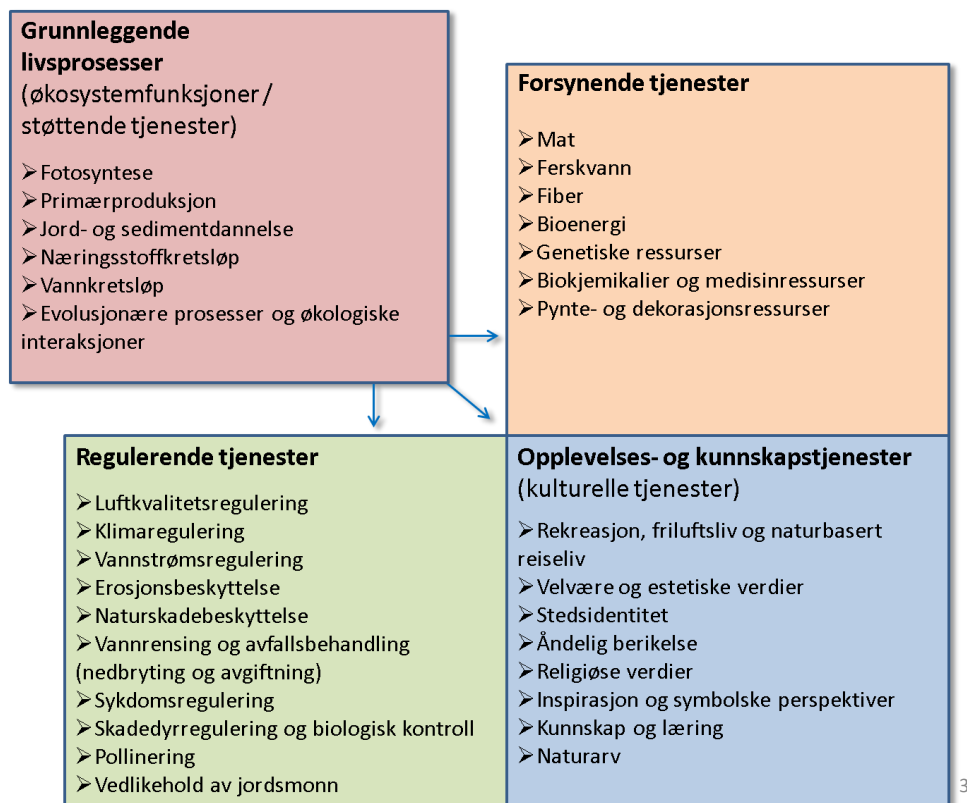 Grunnleggende
livsprosesser
(økosystemfunksjoner /
støttende tjenester)
➢Fotosyntese
➢Primærproduksjon
➢Jord- og sedimentdannelse
➢Næringsstoffkretsløp
➢Vannkretsløp
➢Evolusjonære prosesser og økologiske
interaksjoner
Forsynende tjenester
➢Mat
➢Ferskvann
➢Fiber
➢Bioenergi
➢Genetiske ressurser
➢Biokjemikalier og medisinressurser
➢Pynte- og dekorasjonsressurser
Regulerende tjenester
➢Luftkvalitetsregulering
➢Klimaregulering
➢Vannstrømsregulering
➢Erosjonsbeskyttelse
➢Naturskadebeskyttelse
➢Vannrensing og avfallsbehandling
(nedbryting og avgiftning)
➢Sykdomsregulering
➢Skadedyrregulering og biologisk kontroll
➢Pollinering
➢Vedlikehold av jordsmonn
Opplevelses- og kunnskapstjenester
(kulturelle tjenester)
➢Rekreasjon, friluftsliv og naturbasert
reiseliv
➢Velvære og estetiske verdier
➢Stedsidentitet
➢Åndelig berikelse
➢Religiøse verdier
➢Inspirasjon og symbolske perspektiver
➢Kunnskap og læring
➢Naturarv
3